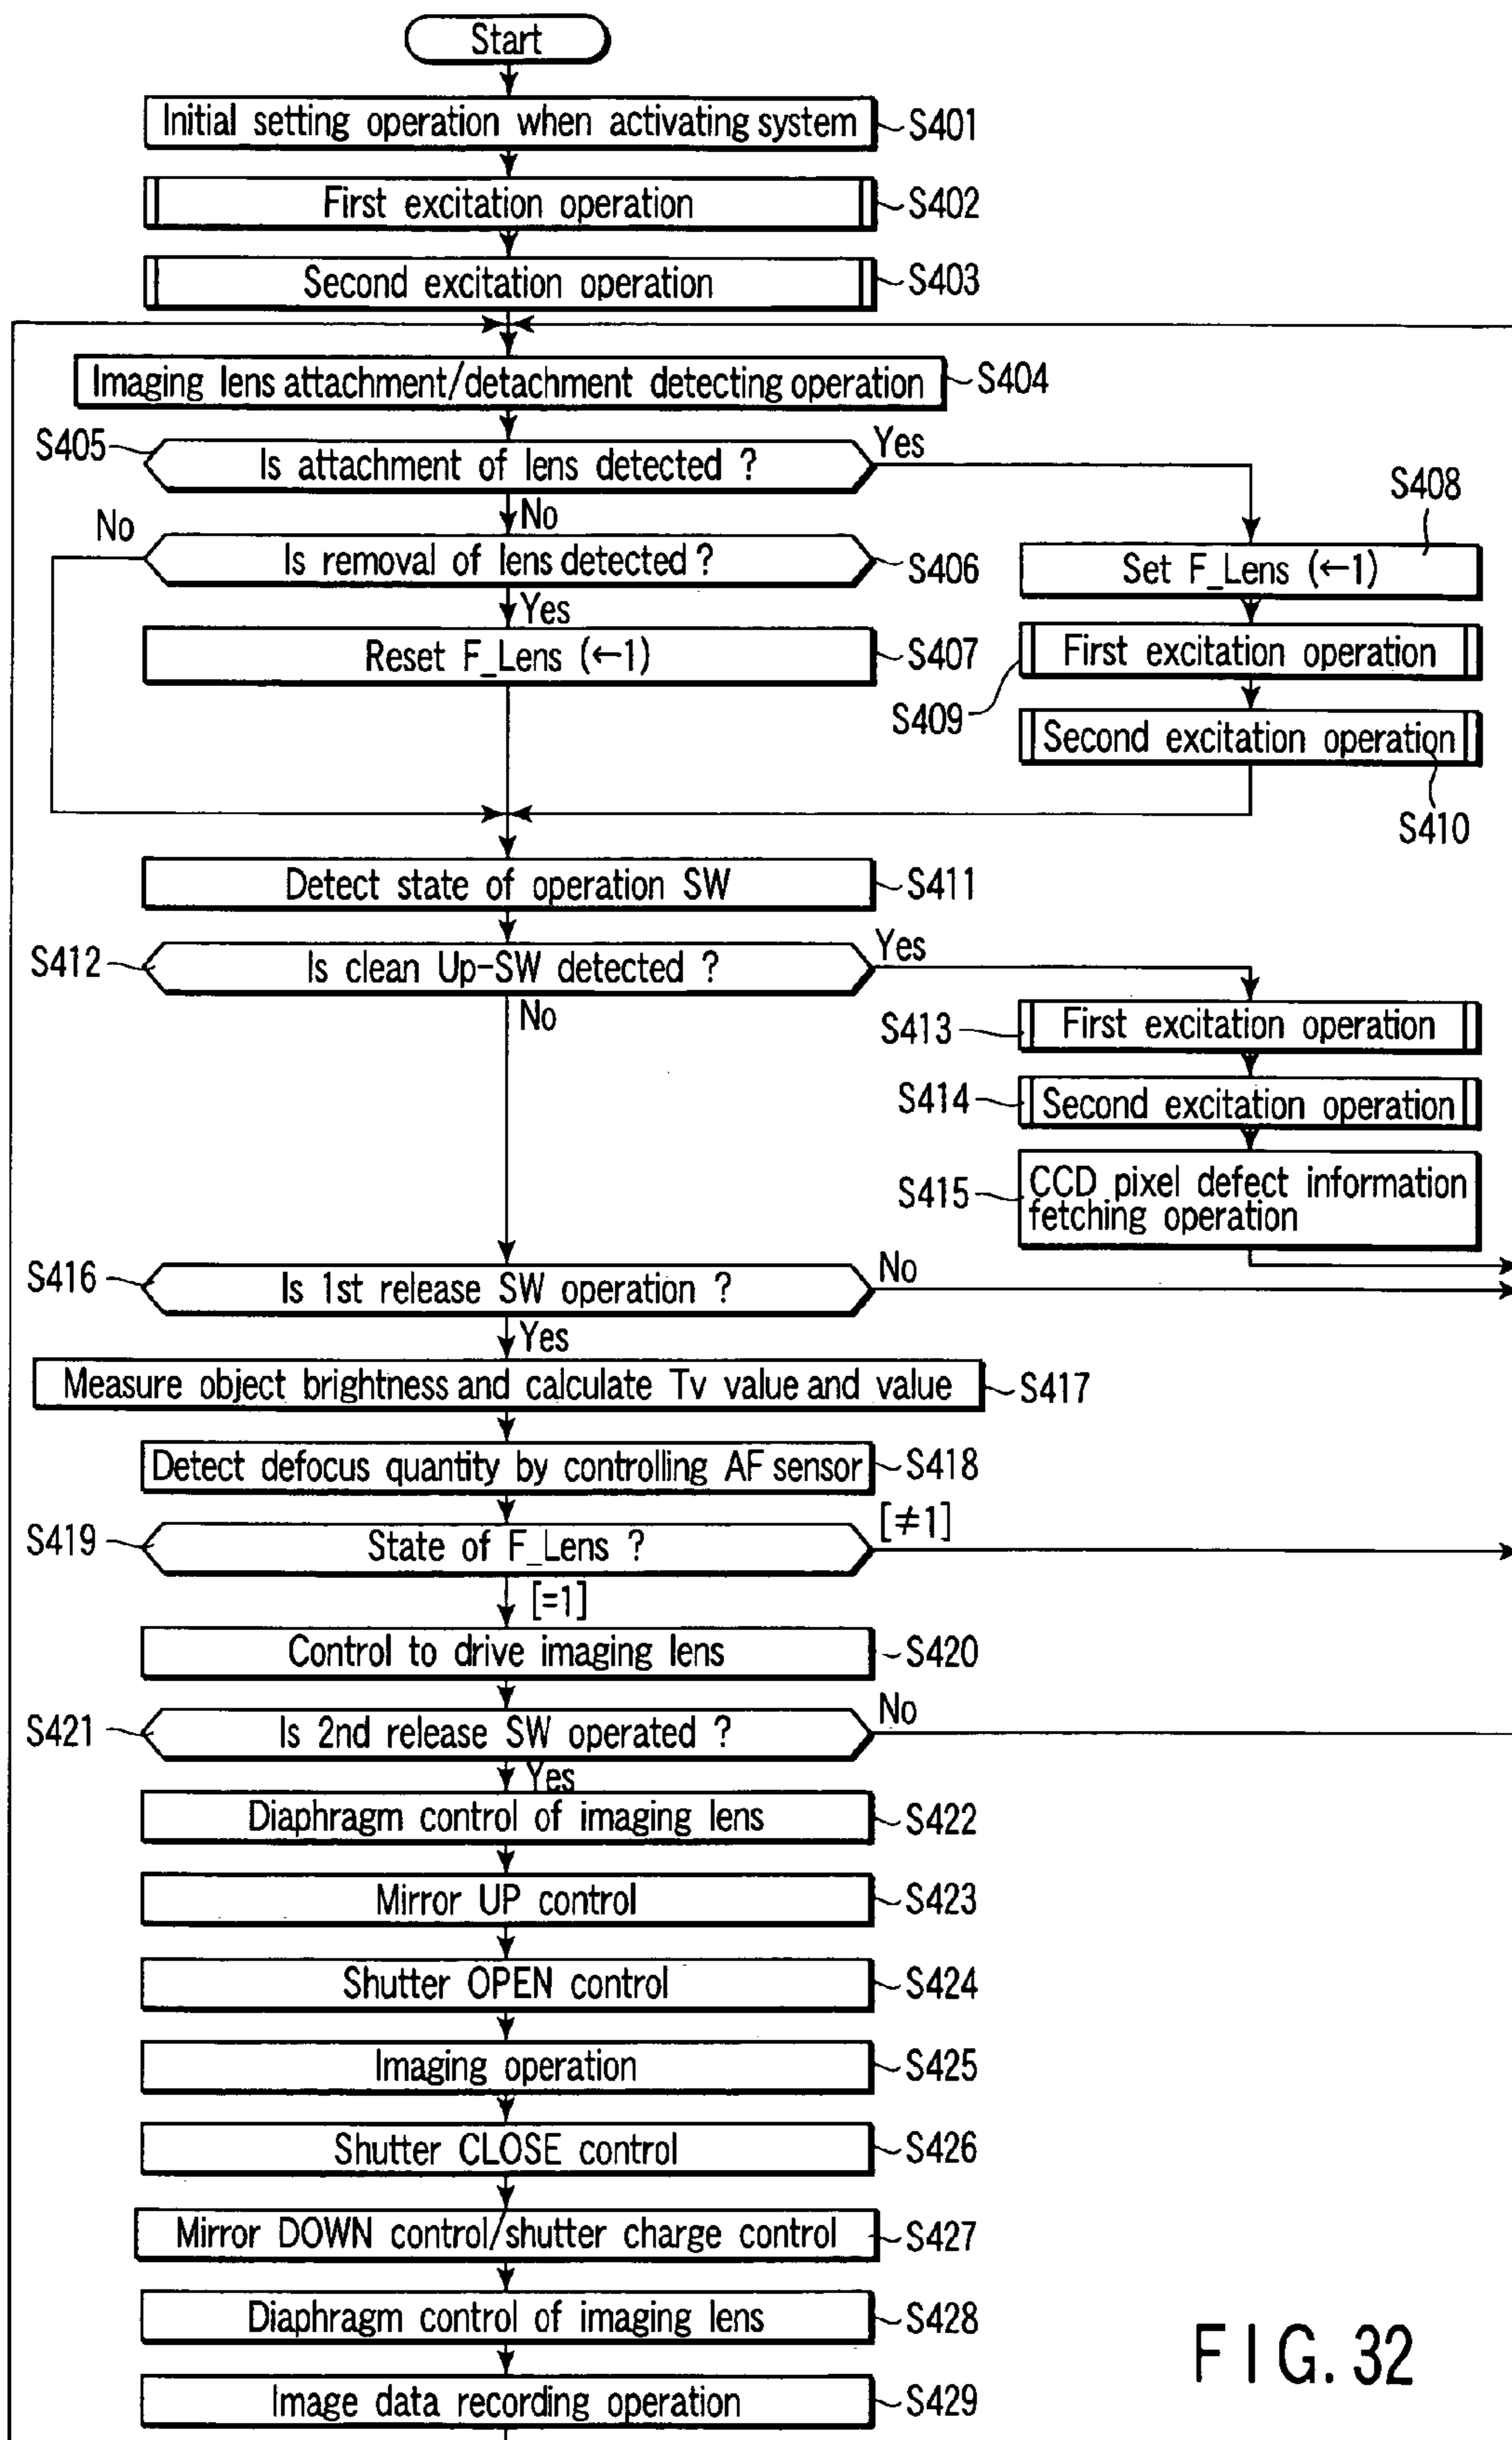 Start
Initial setting operation when activating system
S401
First excitation operation
S402
Second excitation operation
S403
Imaging lens attachment/detachment detecting operation
S404
S405
Is attachment of lens detected ?
Yes
No
S408
No
Is removal of lens detected ?
S406
Set F_Lens (←1)
Yes
Reset F_Lens (←1)
S407
First excitation operation
S409
Second excitation operation
S410
Detect state of operation SW
S411
S412
Is clean Up-SW detected ?
Yes
No
S413
First excitation operation
S414
Second excitation operation
S415
CCD pixel defect information
fetching operation
S416
Is 1st release SW operation ?
No
Yes
Measure object brightness and calculate Tv value and value
S417
Detect defocus quantity by controlling AF sensor
S418
S419
State of F_Lens ?
[≠1]
[=1]
Control to drive imaging lens
S420
S421
Is 2nd release SW operated ?
No
Yes
Diaphragm control of imaging lens
S422
Mirror UP control
S423
Shutter OPEN control
S424
Imaging operation
S425
Shutter CLOSE control
S426
Mirror DOWN control/shutter charge control
S427
Diaphragm control of imaging lens
S428
Image data recording operation
S429
FIG. 32